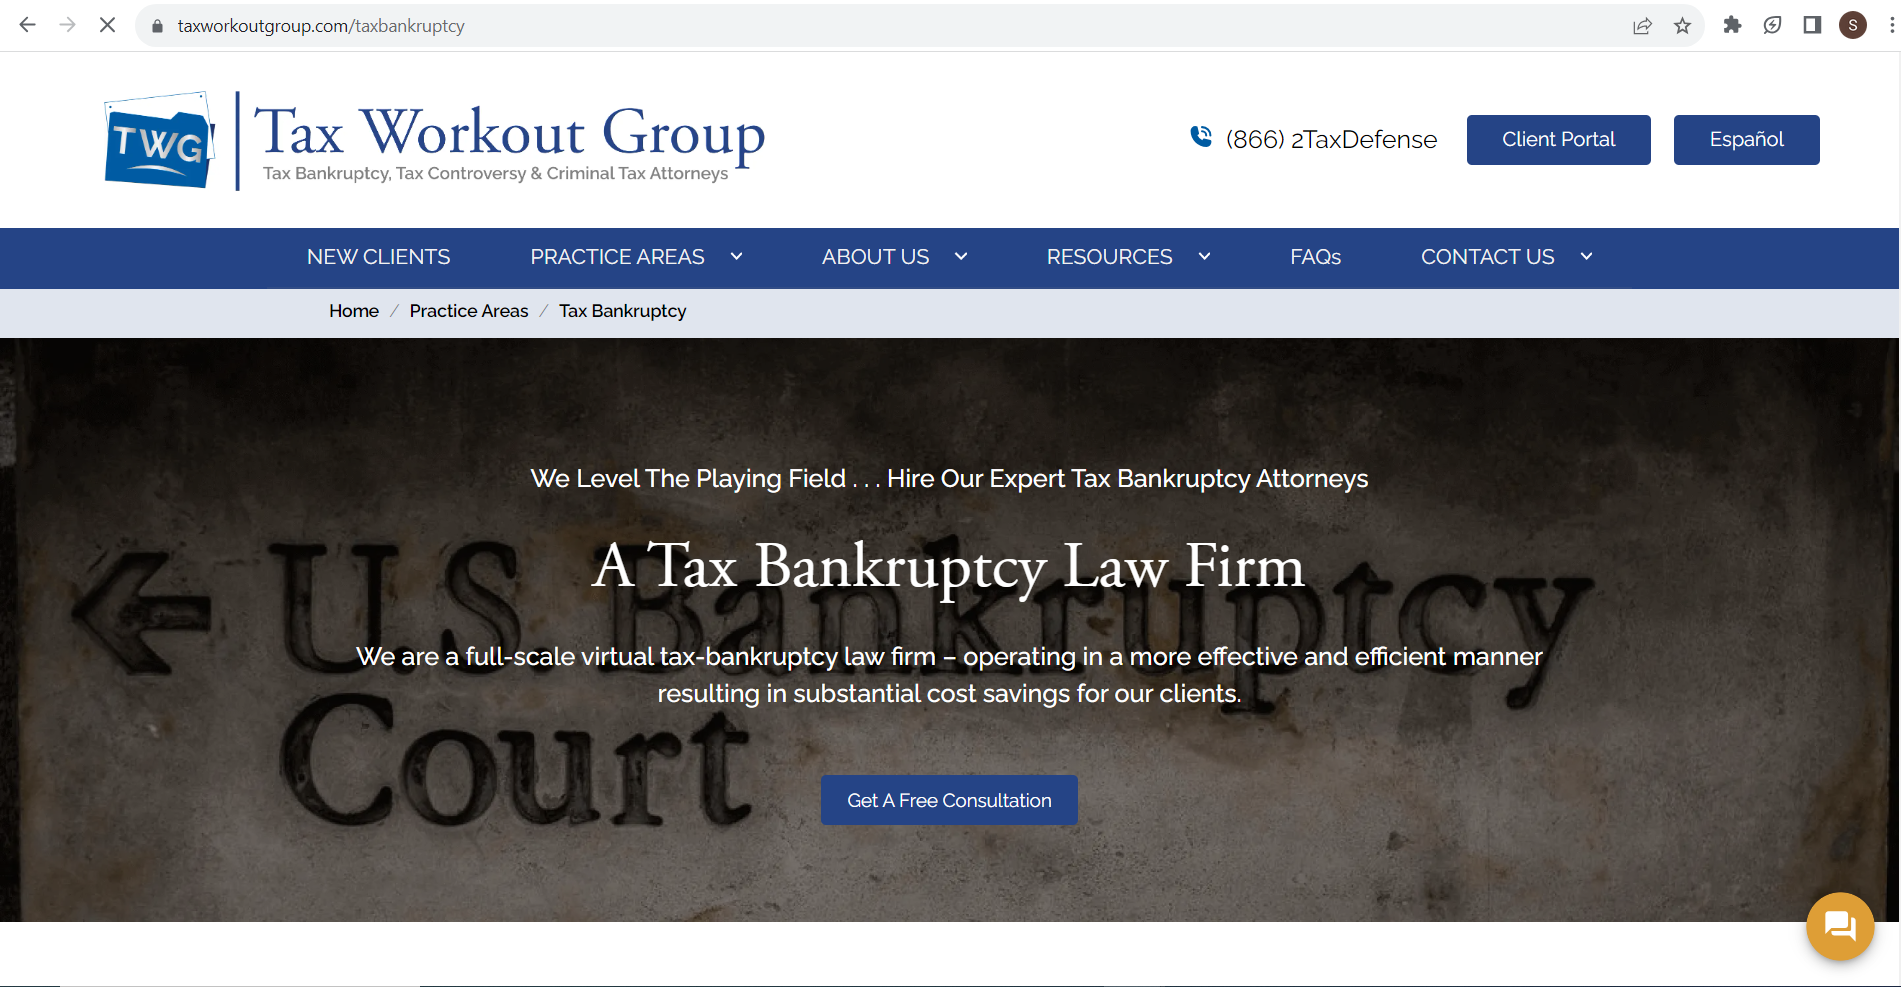 taxworkoutgroup.com/taxbankruptcy
S
TWG
Tax Workout Group
Tax Bankruptcy, Tax Controversy & Criminal Tax Attorneys
(866) 2TaxDefense
Client Portal
Español
NEW CLIENTS
PRACTICE AREAS
ABOUT US
RESOURCES
FAQs
CONTACT US
Home / Practice Areas / Tax Bankruptcy
We Level The Playing Field . . . Hire Our Expert Tax Bankruptcy Attorneys
A Tax Bankruptcy Law Firm
U.S Bankruptcy
We are a full-scale virtual tax-bankruptcy law firm – operating in a more effective and efficient manner
resulting in substantial cost savings for our clients.
Court
Get A Free Consultation